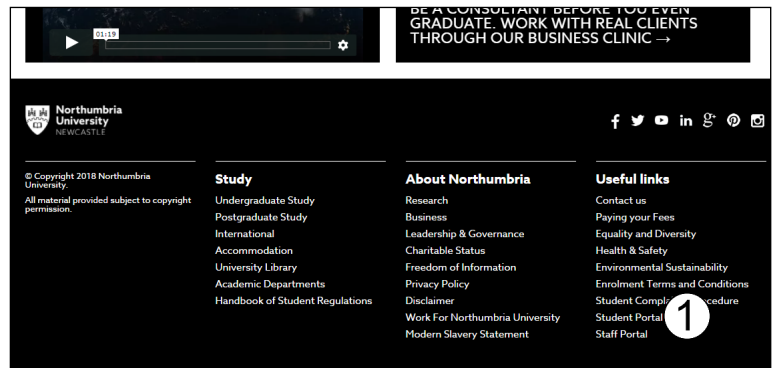 01:19
BE A CONSULTANT BEFORE YOU EVEN
GRADUATE. WORK WITH REAL CLIENTS
THROUGH OUR BUSINESS CLINIC →
Northumbria
University
NEWCASTLE
© Copyright 2018 Northumbria
University.
All material provided subject to copyright
permission.
Study
Undergraduate Study
Postgraduate Study
International
Accommodation
University Library
Academic Departments
Handbook of Student Regulations
About Northumbria
Research
Business
Leadership & Governance
Charitable Status
Freedom of Information
Privacy Policy
Disclaimer
Work For Northumbria University
Modern Slavery Statement
Useful links
Contact us
Paying your Fees
Equality and Diversity
Health & Safety
Environmental Sustainability
Enrolment Terms and Conditions
Student
Student Portal
Staff Portal
1